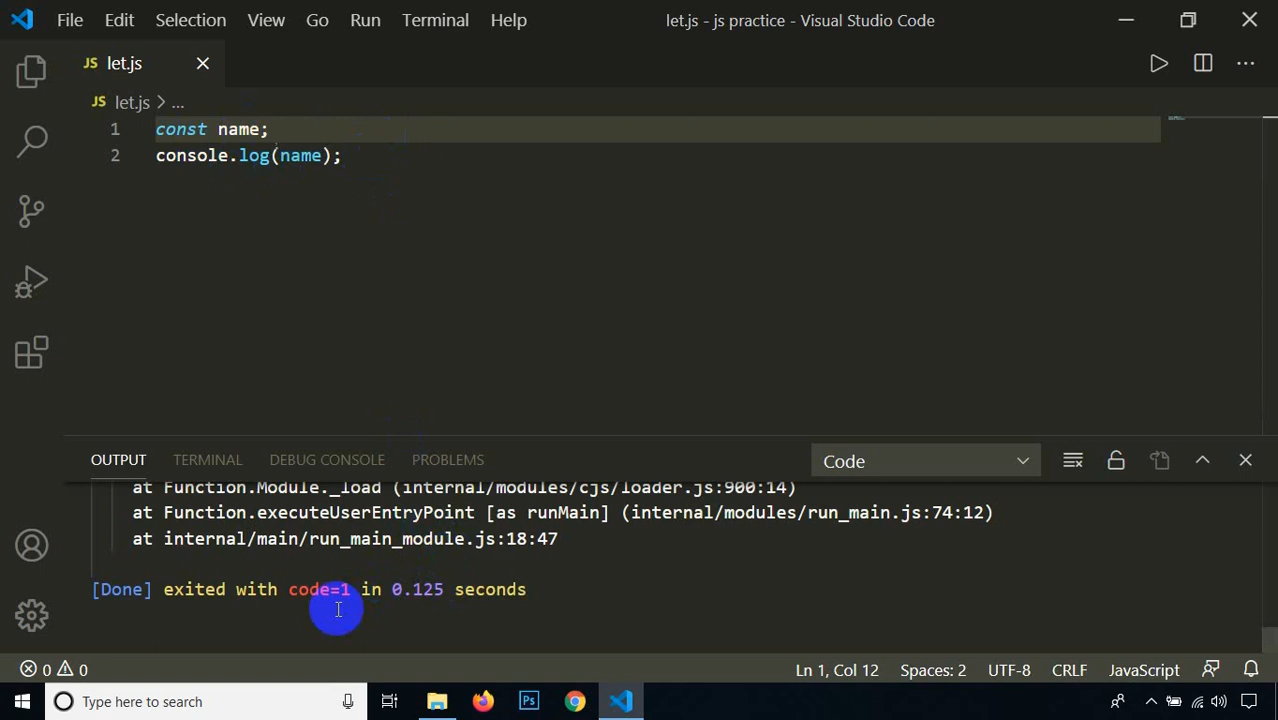 File Edit Selection View Go Run Terminal Help let.js - js practice - Visual Studio Code
JS let.js
JS let.js > ...
1 const name;
2 console.log(name);
OUTPUT TERMINAL DEBUG CONSOLE PROBLEMS Code
at Function.Module._load (internal/modules/cjs/loader.js:900:14)
at Function.executeUserEntryPoint [as runMain] (internal/modules/run_main.js:74:12)
at internal/main/run_main_module.js:18:47
[Done] exited with code=1 in 0.125 seconds
0 0 Ln 1, Col 12 Spaces: 2 UTF-8 CRLF JavaScript
Type here to search Ps